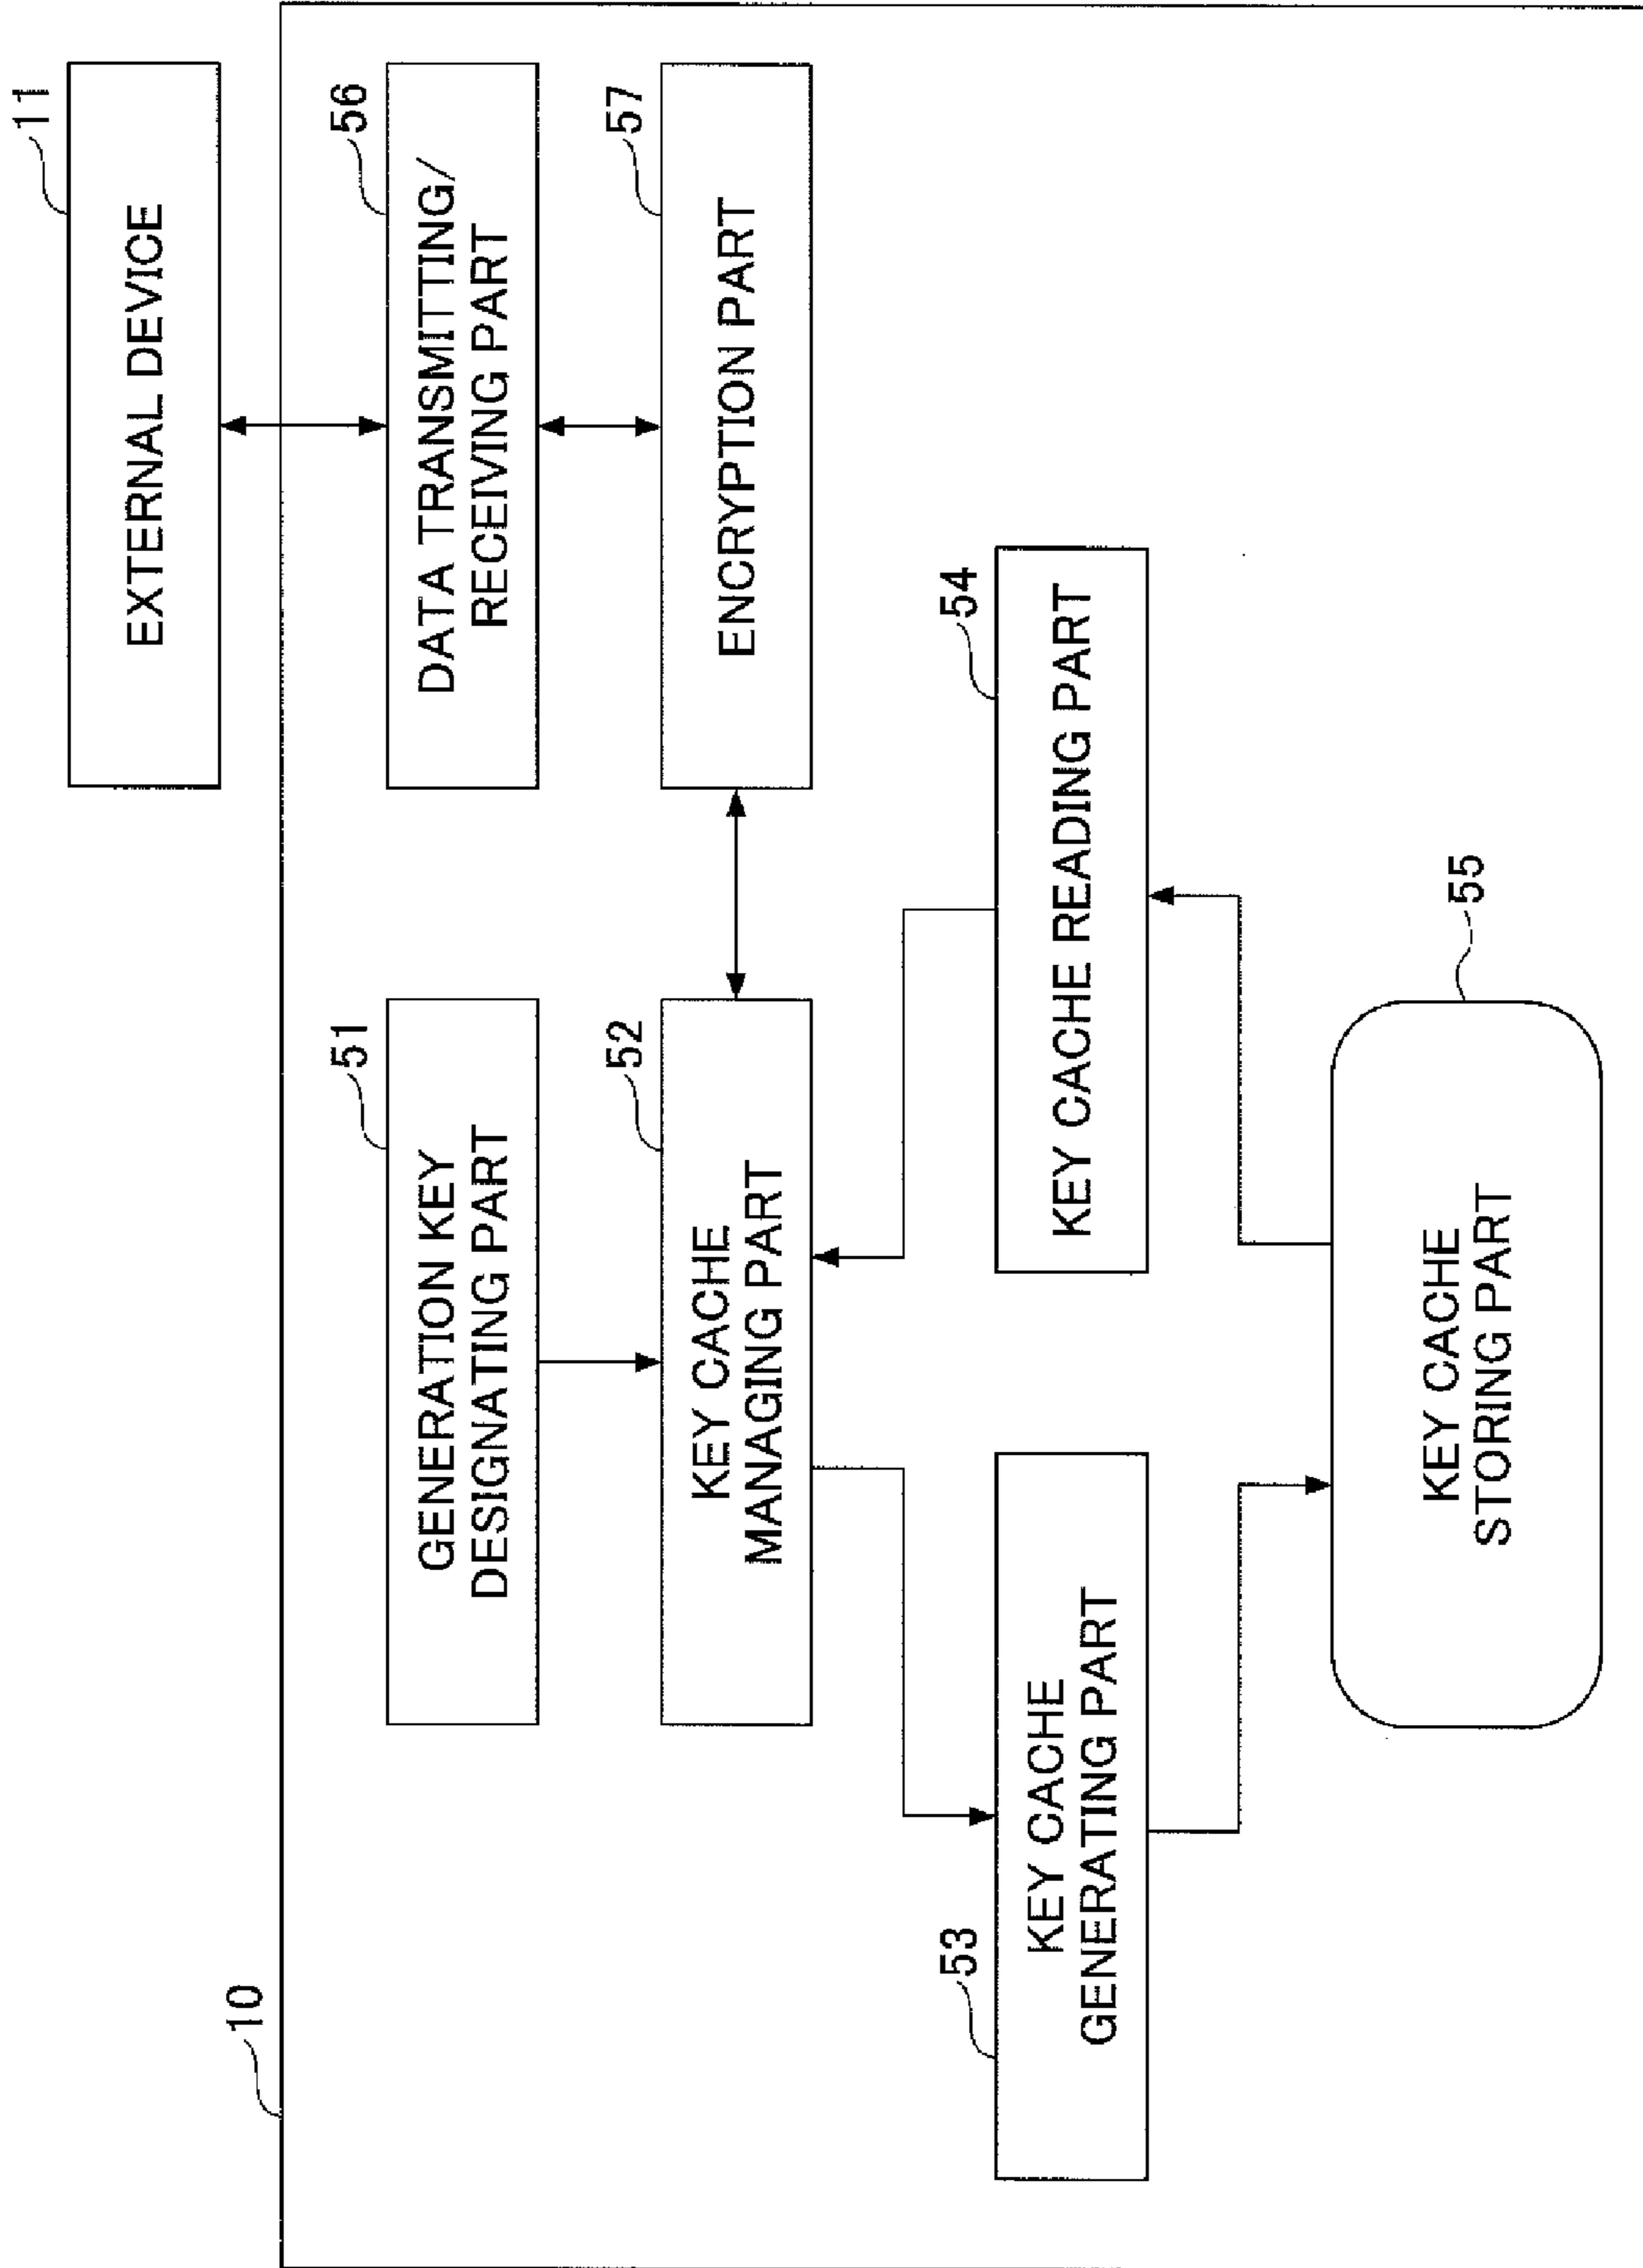 10
11
EXTERNAL DEVICE
51
GENERATION KEY
DESIGNATING PART
56
DATA TRANSMITTING/
RECEIVING PART
52
KEY CACHE
MANAGING PART
57
ENCRYPTION PART
53
KEY CACHE
GENERATING PART
54
KEY CACHE READING PART
55
KEY CACHE
STORING PART